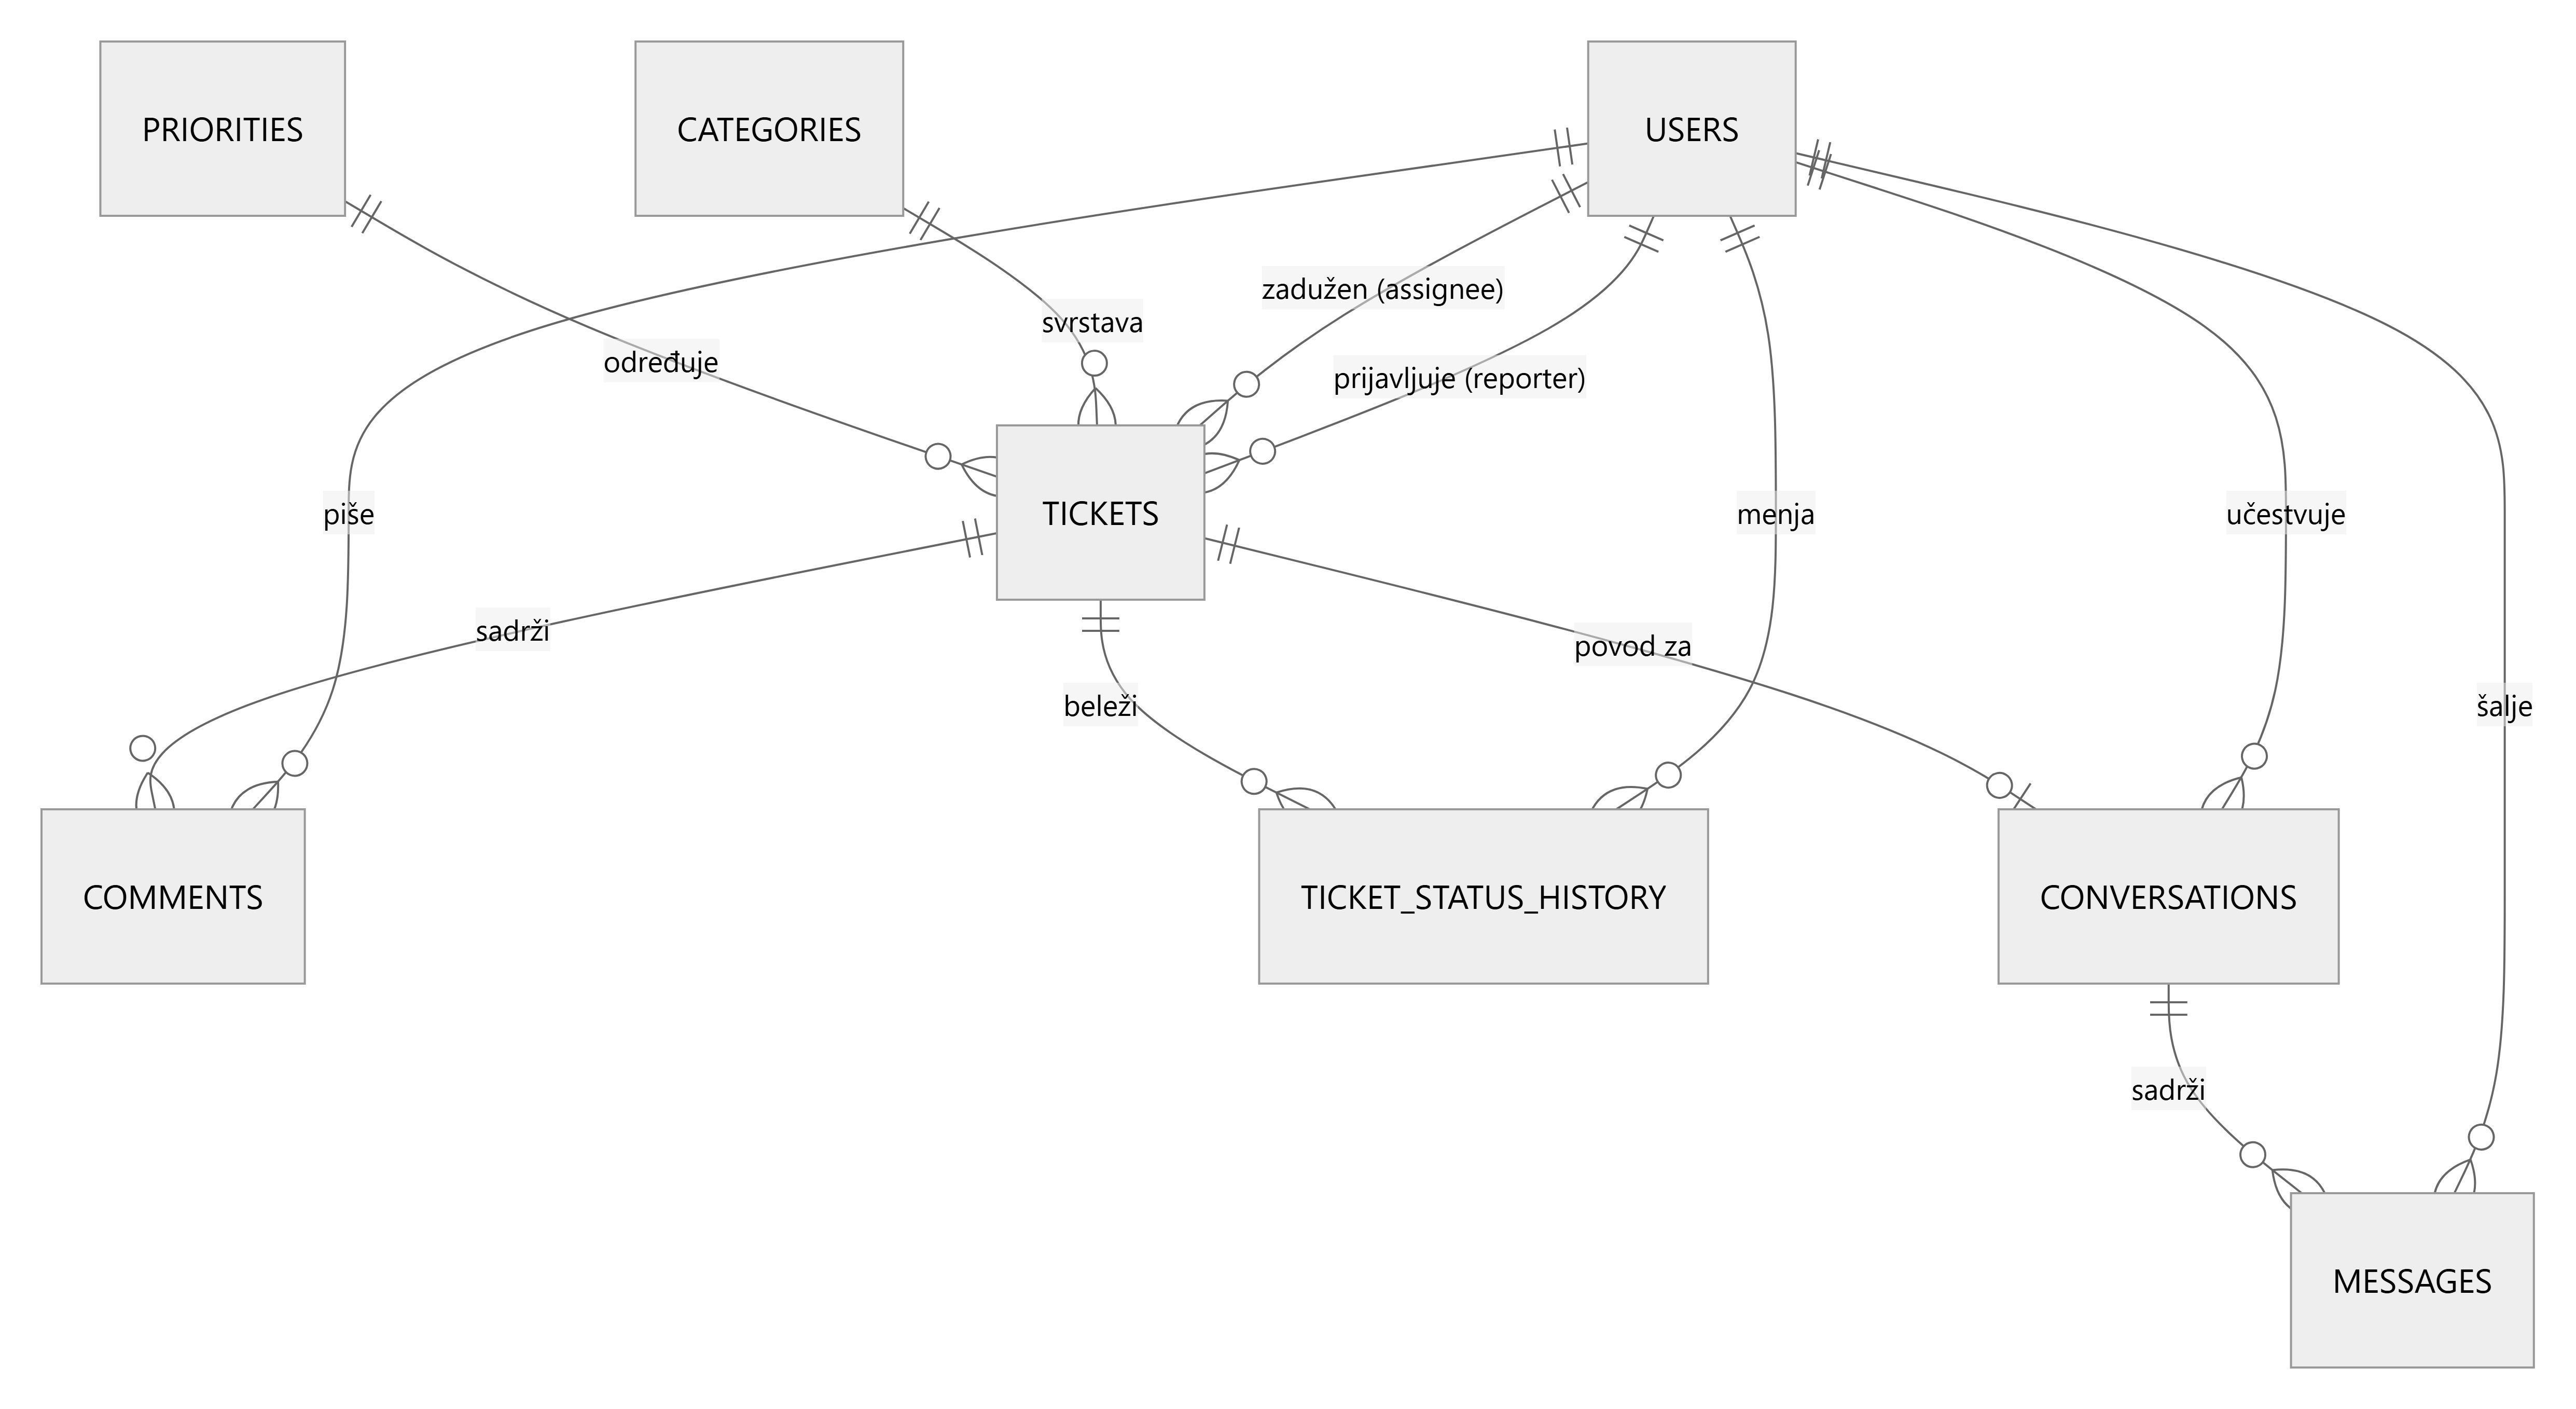 PRIORITIES
CATEGORIES
USERS
zadužen (assignee)
svrstava
određuje
prijavljuje (reporter)
piše
TICKETS
menja
učestvuje
sadrži
povod za
beleži
šalje
COMMENTS
TICKET_STATUS_HISTORY
CONVERSATIONS
sadrži
MESSAGES